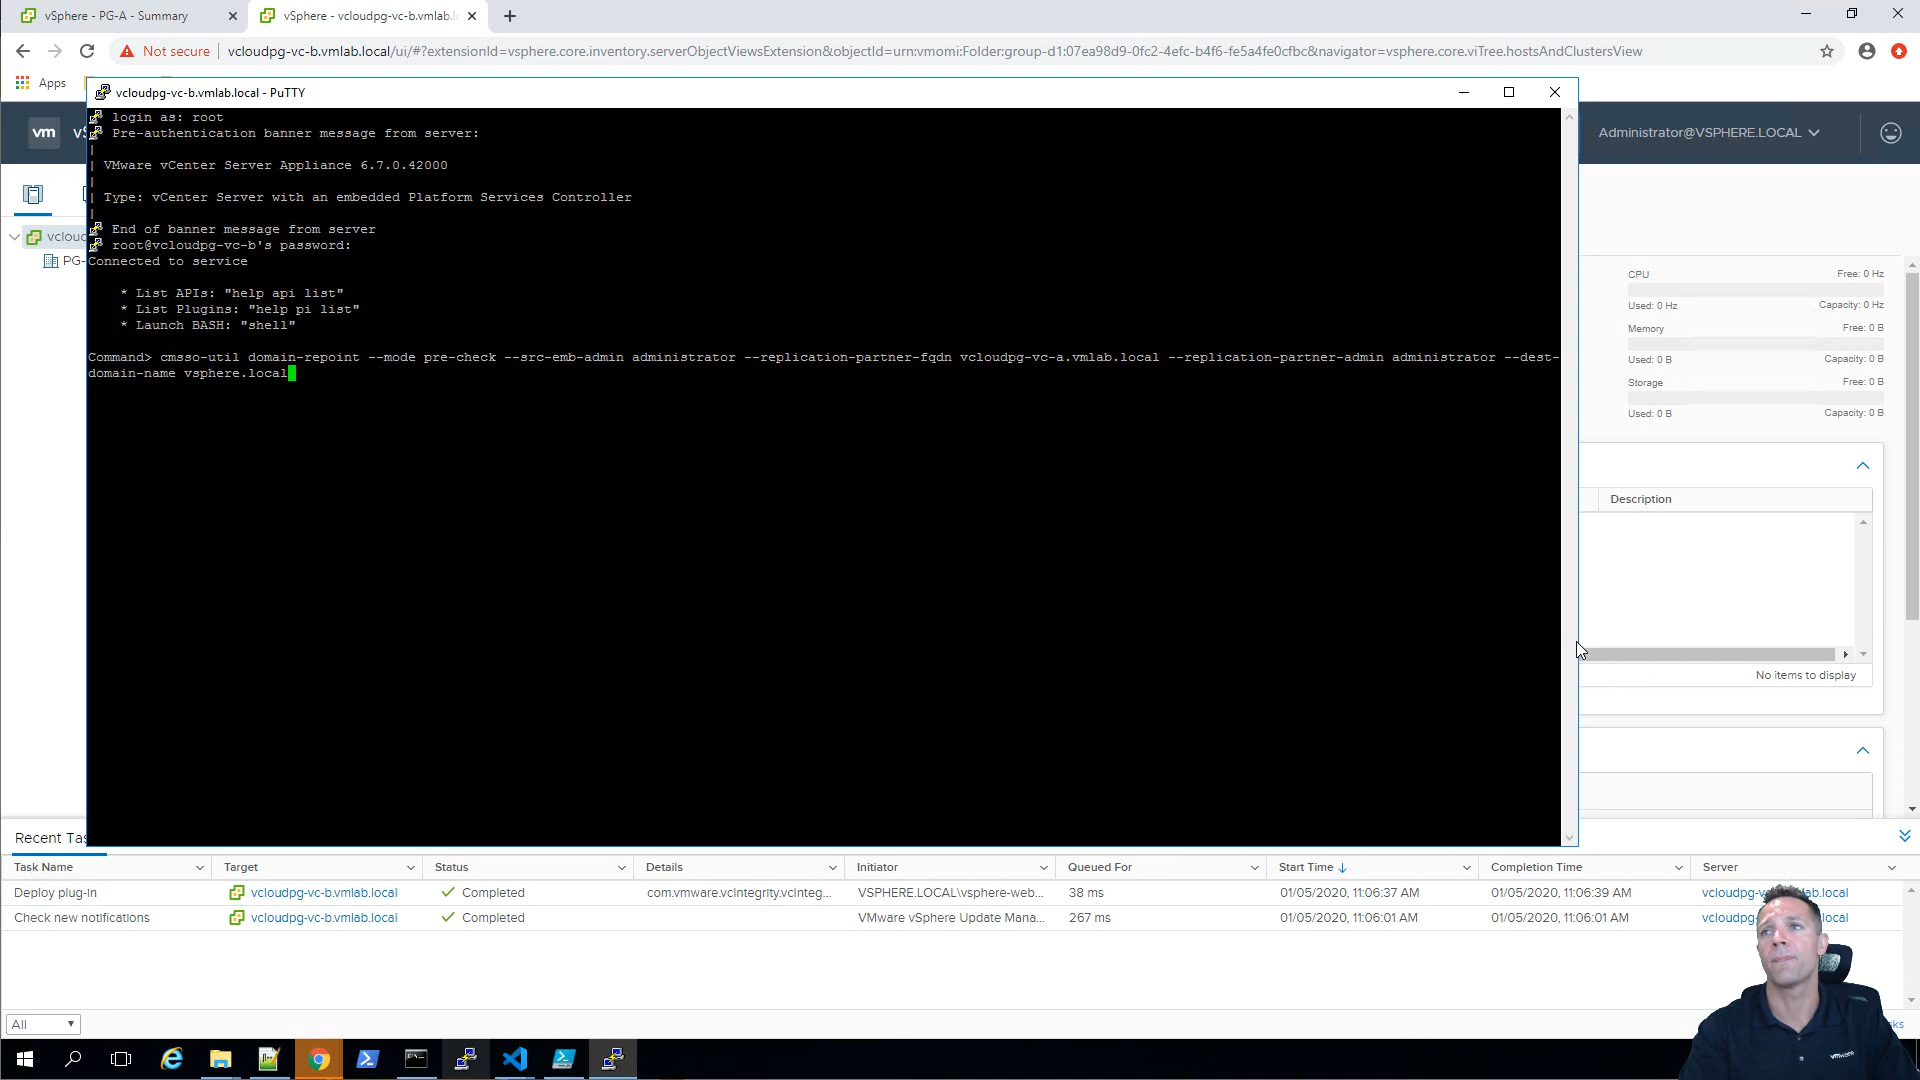 vSphere - PG-A - Summary
vSphere - vcloudpg-vc-b.vmlab.l
Not secure
vcloudpg-vc-b.vmlab.local/ui/#?extensionId=vsphere.core.inventory.serverObjectViewsExtension&objectId=urn:vmomi:Folder:group-d1:07ea98d9-0fc2-4efc-b4f6-fe5a4fe0cfbc&navigator=vsphere.core.viTree.hostsAndClustersView
Apps
vcloudpg-vc-b.vmlab.local - PuTTY
login as: root
Pre-authentication banner message from server:
|
| VMware vCenter Server Appliance 6.7.0.42000
|
| Type: vCenter Server with an embedded Platform Services Controller
|
End of banner message from server
root@vcloudpg-vc-b's password:
Connected to service
* List APIs: "help api list"
* List Plugins: "help pi list"
* Launch BASH: "shell"
Command> cmsso-util domain-repoint --mode pre-check --src-emb-admin administrator --replication-partner-fqdn vcloudpg-vc-a.vmlab.local --replication-partner-admin administrator --dest-
domain-name vsphere.local
vm
Administrator@VSPHERE.LOCAL
vcloud
PG-
CPU
Free: 0 Hz
Used: 0 Hz
Capacity: 0 Hz
Memory
Free: 0 B
Used: 0 B
Capacity: 0 B
Storage
Free: 0 B
Used: 0 B
Capacity: 0 B
Description
No items to display
Recent Tas
Task Name Target Status Details Initiator Queued For Start Time Completion Time Server
Deploy plug-in vcloudpg-vc-b.vmlab.local Completed com.vmware.vcIntegrity.vcInteg... VSPHERE.LOCAL\vsphere-web... 38 ms 01/05/2020, 11:06:37 AM 01/05/2020, 11:06:39 AM
Check new notifications vcloudpg-vc-b.vmlab.local Completed VMware vSphere Update Mana... 267 ms 01/05/2020, 11:06:01 AM 01/05/2020, 11:06:01 AM
All
vmware